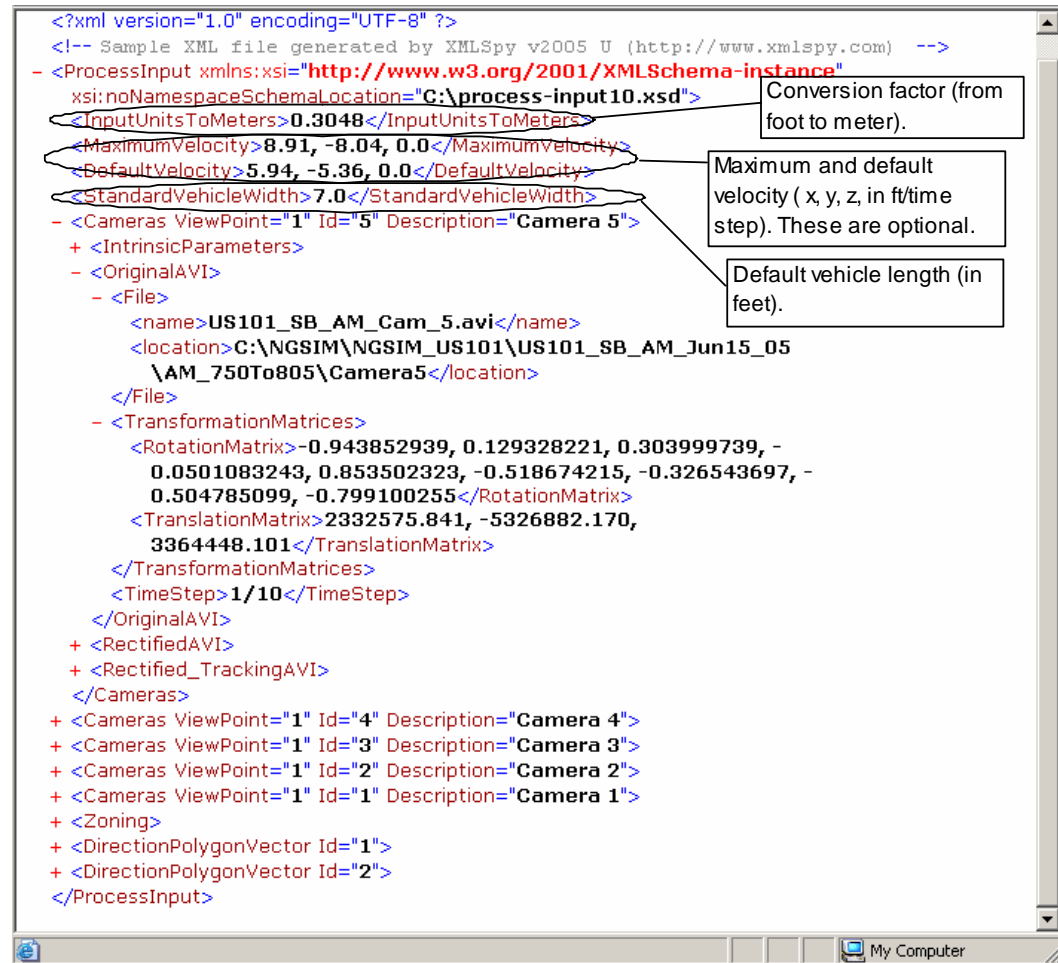 <?xml version="1.0" encoding="UTF-8" ?>
<!-- Sample XML file generated by XMLSpy v2005 U (http://www.xmlspy.com) -->
- <ProcessInput xmlns:xsi="http://www.w3.org/2001/XMLSchema-instance"
xsi:noNamespaceSchemaLocation="C:\process-input10.xsd">
<InputUnitsToMeters>0.3048</InputUnitsToMeters>
<MaximumVelocity>8.91, -8.04, 0.0</MaximumVelocity>
<DefaultVelocity>5.94, -5.36, 0.0</DefaultVelocity>
<StandardVehicleWidth>7.0</StandardVehicleWidth>
- <Cameras ViewPoint="1" Id="5" Description="Camera 5">
+ <IntrinsicParameters>
- <OriginalAVI>
- <File>
<name>US101_SB_AM_Cam_5.avi</name>
<location>C:\NGSIM\NGSIM_US101\US101_SB_AM_Jun15_05
\AM_750To805\Camera5</location>
</File>
- <TransformationMatrices>
<RotationMatrix>-0.943852939, 0.129328221, 0.303999739, -
0.0501083243, 0.853502323, -0.518674215, -0.326543697, -
0.504785099, -0.799100255</RotationMatrix>
<TranslationMatrix>2332575.841, -5326882.170,
3364448.101</TranslationMatrix>
</TransformationMatrices>
<TimeStep>1/10</TimeStep>
</OriginalAVI>
+ <RectifiedAVI>
+ <Rectified_TrackingAVI>
</Cameras>
+ <Cameras ViewPoint="1" Id="4" Description="Camera 4">
+ <Cameras ViewPoint="1" Id="3" Description="Camera 3">
+ <Cameras ViewPoint="1" Id="2" Description="Camera 2">
+ <Cameras ViewPoint="1" Id="1" Description="Camera 1">
+ <Zoning>
+ <DirectionPolygonVector Id="1">
+ <DirectionPolygonVector Id="2">
</ProcessInput>
Conversion factor (from
foot to meter).
Maximum and default
velocity ( x, y, z, in ft/time
step). These are optional.
Default vehicle length (in
feet).
My Computer